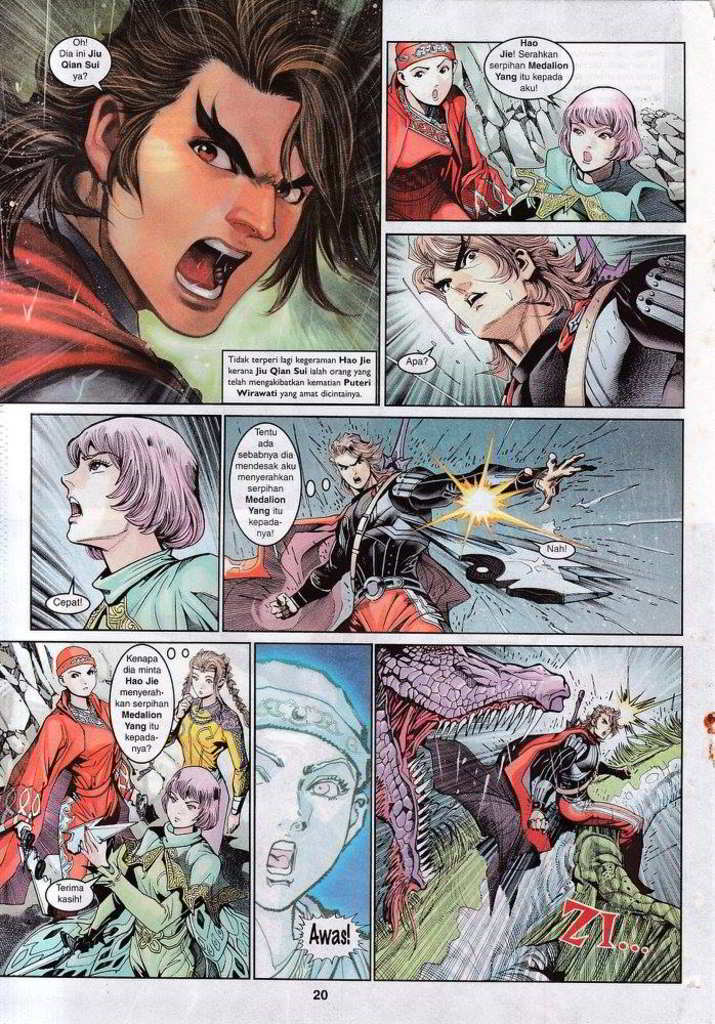 Oh!
Dia ini Jiu
Qian Sui
ya?
Tidak terperi lagi kegeraman Hao Jie
kerana Jiu Qian Sui ialah orang yang
telah mengakibatkan kematian Puteri
Wirawati yang amat dicintainya.
Hao
Jie! Serahkan
serpihan Medalion
Yang itu kepada
aku!
Apa?
Cepat!
Tentu
ada
sebabnya dia
mendesak aku
menyerahkan
serpihan
Medalion
Yang itu
kepada-
nya!
Nah!
Kenapa
dia minta
Hao Jie
menyerah-
kan serpihan
Medalion
Yang itu
kepada-
nya?
Terima
kasih!
Awas!
ZI...
20